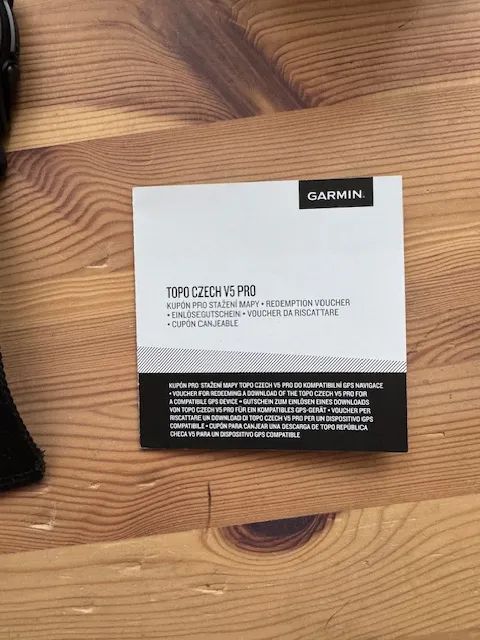 GARMIN
TOPO CZECH V5 PRO
KUPÓN PRO STAŽENÍ MAPY • REDEMPTION VOUCHER
• EINLÖSEGUTSCHEIN • VOUCHER DA RISCATTARE
• CUPÓN CANJEABLE
KUPÓN PRO STAŽENÍ MAPY TOPO CZECH V5 PRO DO KOMPATIBILNÍ GPS NAVIGACE
• VOUCHER IFOR REDEEMING A DOWNLOAD OF THE TOPO CZECH V5 PRO FOR
A COMPATIBLE GPS DEVICE • GUTSCHEIN ZUM EINLÖSEN EINES DOWNLOADS
VON TOPO CZECH V5 PRO FÜR EIN KOMPATIBLES GPS-GERÄT • VOUCHER PER
RISCATTARE UN DOWNLOAD DI TOPO CZECH V5 PRO PER UN DISPOSITIVO GPS
COMPATIBILE • CUPÓN PARA CANJEAR UNA DESCARGA DE TOPO REPÚBLICA
CHECA V5 PARA UN DISPOSITIVO GPS COMPATIBLE